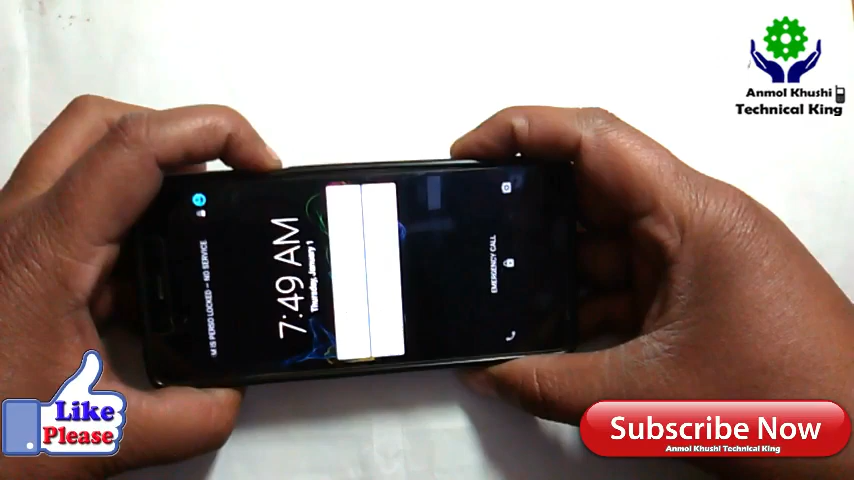 Anmol Khushi
Technical King
IS PERSO LOCKED – NO SERVICE
7:49 AM
Thursday, January 1
EMERGENCY CALL
Like
Please
Subscribe Now
Anmol Khushi Technical King